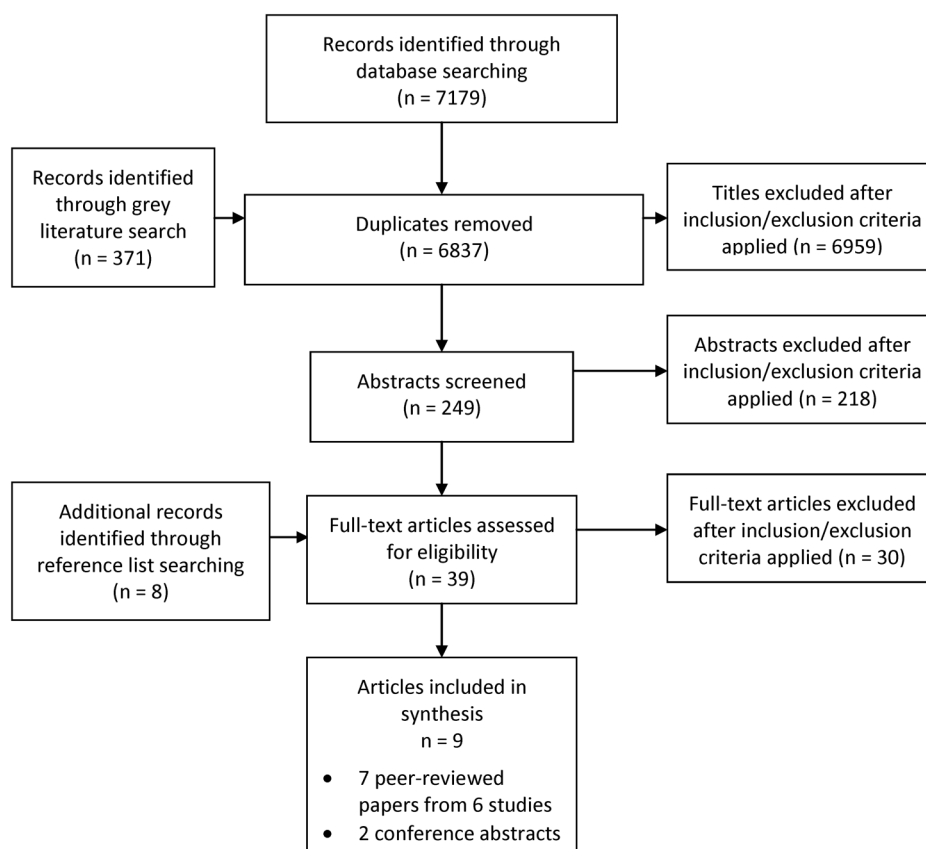 Records identified through
database searching
(n = 7179)
Records identified
through grey
literature search
(n = 371)
Duplicates removed
(n = 6837)
Titles excluded after
inclusion/exclusion criteria
applied (n = 6959)
Abstracts screened
(n = 249)
Abstracts excluded after
inclusion/exclusion criteria
applied (n = 218)
Additional records
identified through
reference list searching
(n = 8)
Full-text articles assessed
for eligibility
(n = 39)
Full-text articles excluded
after inclusion/exclusion
criteria applied (n = 30)
Articles included in
synthesis
n = 9
• 7 peer-reviewed
papers from 6 studies
• 2 conference abstracts